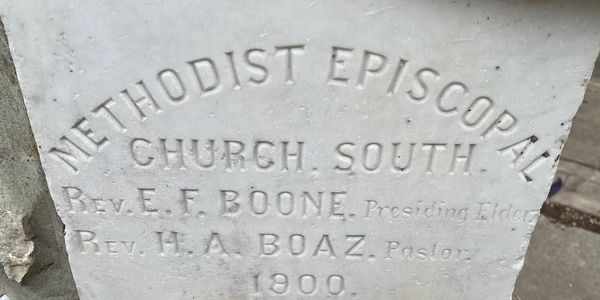 METHODIST EPISCOPAL
CHURCH, SOUTH.
REV. E. F. BOONE. Presiding Elder
REV. H. A. BOAZ. Pastor.
1900.